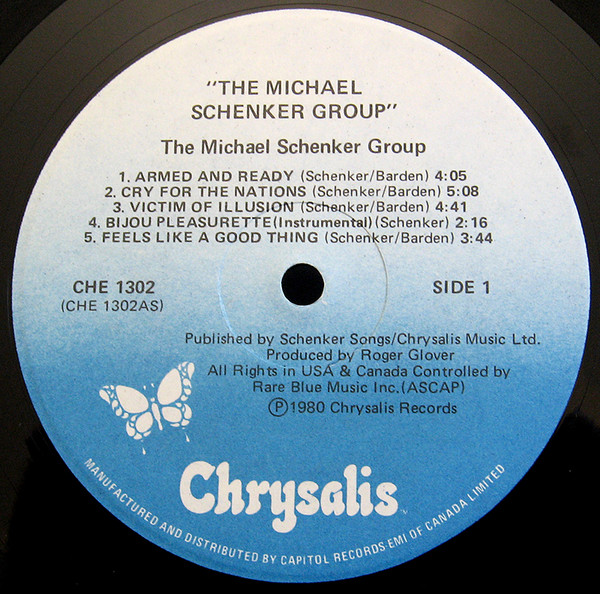 "THE MICHAEL
SCHENKER GROUP"
The Michael Schenker Group
1. ARMED AND READY (Schenker/Barden) 4:05
2. CRY FOR THE NATIONS (Schenker/Barden) 5:08
3. VICTIM OF ILLUSION (Schenker/Barden) 4:41
4. BIJOU PLEASURETTE(Instrumental)(Schenker) 2:16
5. FEELS LIKE A GOOD THING (Schenker/Barden) 3:44
CHE 1302
(CHE 1302AS)
SIDE 1
Published by Schenker Songs/Chrysalis Music Ltd.
Produced by Roger Glover
All Rights in USA & Canada Controlled by
Rare Blue Music Inc.(ASCAP)
Ⓟ1980 Chrysalis Records
Chrysalis
MANUFACTURED AND DISTRIBUTED BY CAPITOL RECORDS-EMI OF CANADA LIMITED